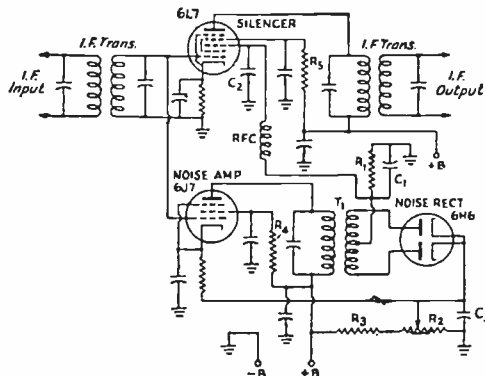 6L7
SILENCER
I.F. Trans.
I.F. Trans.
I.F. Input
I.F. Output
C2
R5
RFC
R1
C1
+B
NOISE AMP
6J7
T1
NOISE RECT
6H6
R4
R3
R2
-B
+B